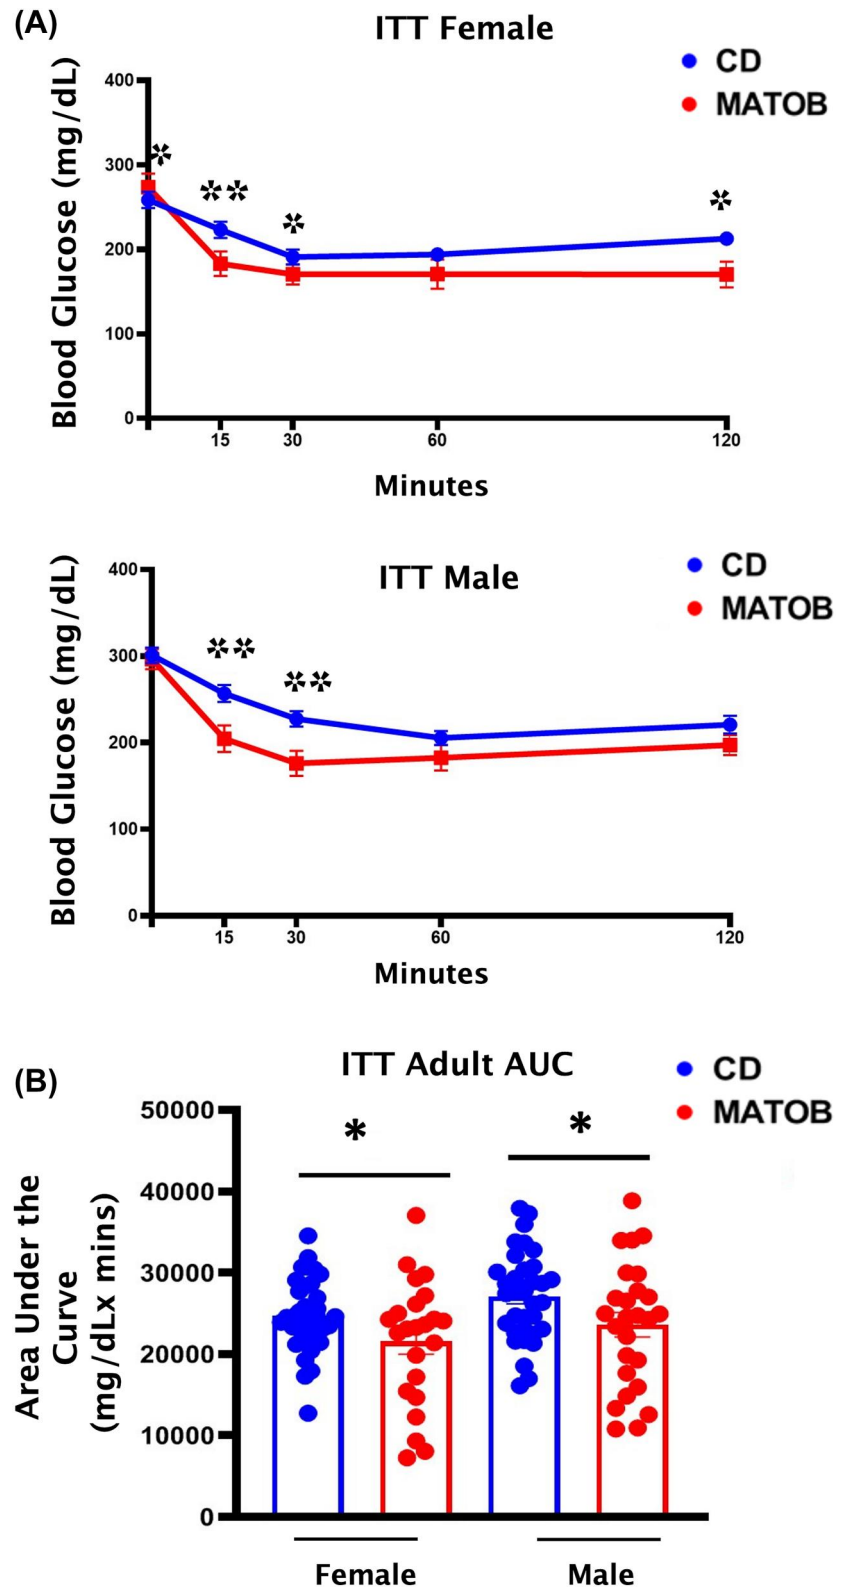 (A)
ITT Female
CD
MATOB
Blood Glucose (mg/dL)
400
300
200
100
0
*
**
*
*
15 30 60 120
Minutes
ITT Male
CD
MATOB
Blood Glucose (mg/dL)
400
300
200
100
0
**
**
15 30 60 120
Minutes
(B)
ITT Adult AUC
CD
MATOB
Area Under the
Curve
(mg/dLx mins)
50000
40000
30000
20000
10000
0
*
*
Female Male